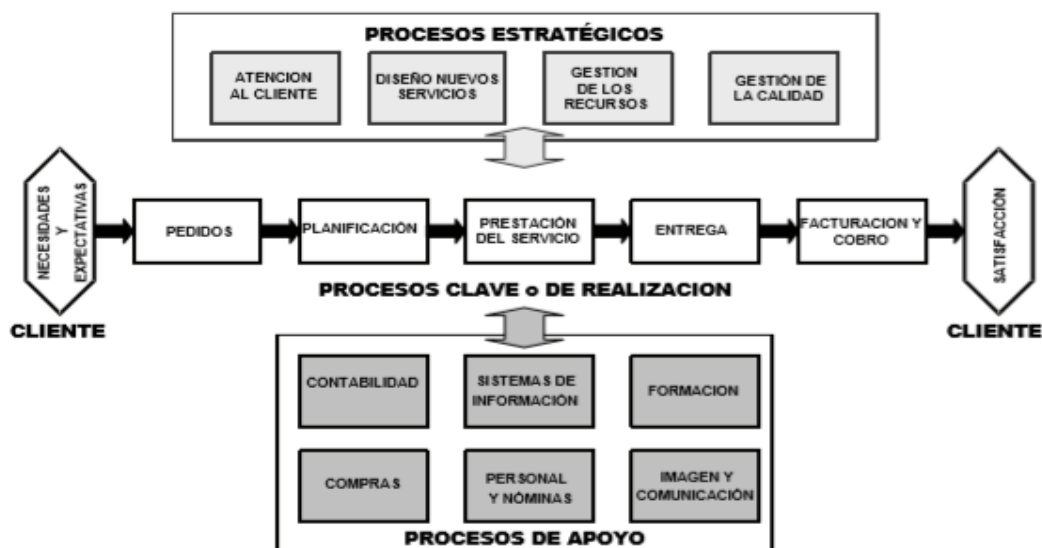 PROCESOS ESTRATÉGICOS
ATENCION
AL CLIENTE
DISEÑO NUEVOS
SERVICIOS
GESTION
DE LOS
RECURSOS
GESTIÓN DE
LA CALIDAD
NECESIDADES
Y
EXPECTATIVAS
CLIENTE
PEDIDOS
PLANIFICACIÓN
PRESTACIÓN
DEL SERVICIO
ENTREGA
FACTURACION Y
COBRO
SATISFACCIÓN
CLIENTE
PROCESOS CLAVE o DE REALIZACION
CONTABILIDAD
SISTEMAS DE
INFORMACIÓN
FORMACION
COMPRAS
PERSONAL
Y NÓMINAS
IMAGEN Y
COMUNICACIÓN
PROCESOS DE APOYO